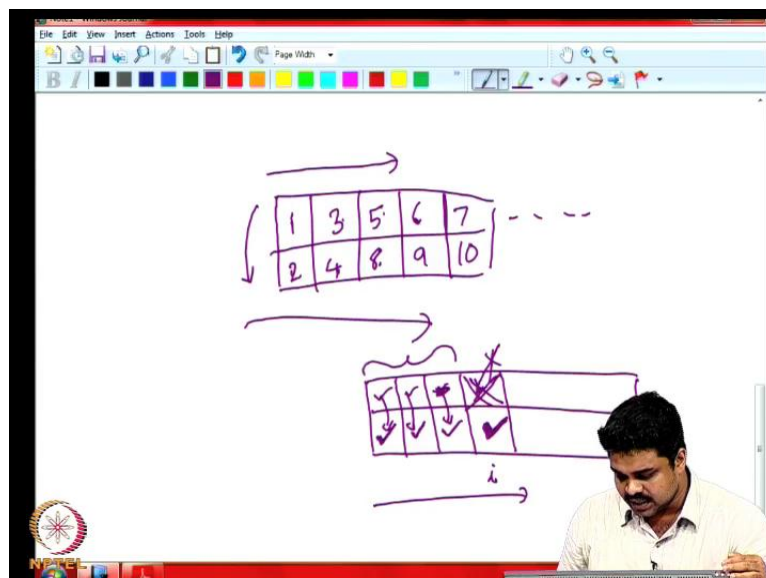 File Edit View Insert Actions Tools Help
Page Width
B I
1 3 5 6 7
2 4 8 9 10
i
NPTEL